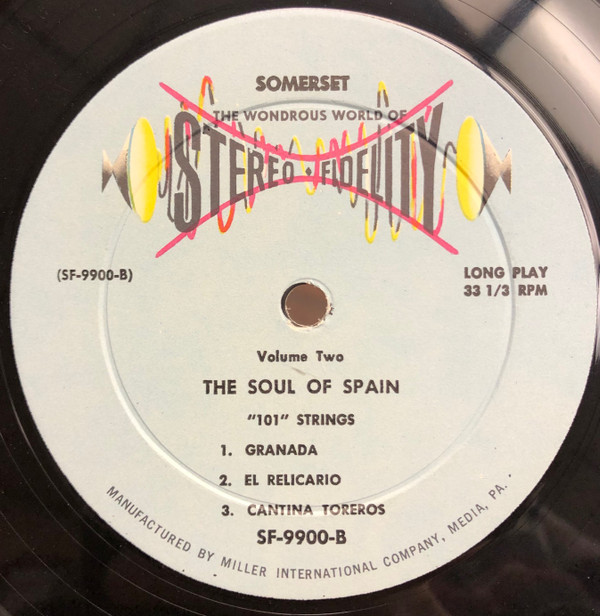 SOMERSET
THE WONDROUS WORLD OF
STEREO • FIDELITY
(SF-9900-B)
LONG PLAY
33 1/3 RPM
Volume Two
THE SOUL OF SPAIN
"101" STRINGS
1. GRANADA
2. EL RELICARIO
3. CANTINA TOREROS
SF-9900-B
MANUFACTURED BY MILLER INTERNATIONAL COMPANY, MEDIA, PA.